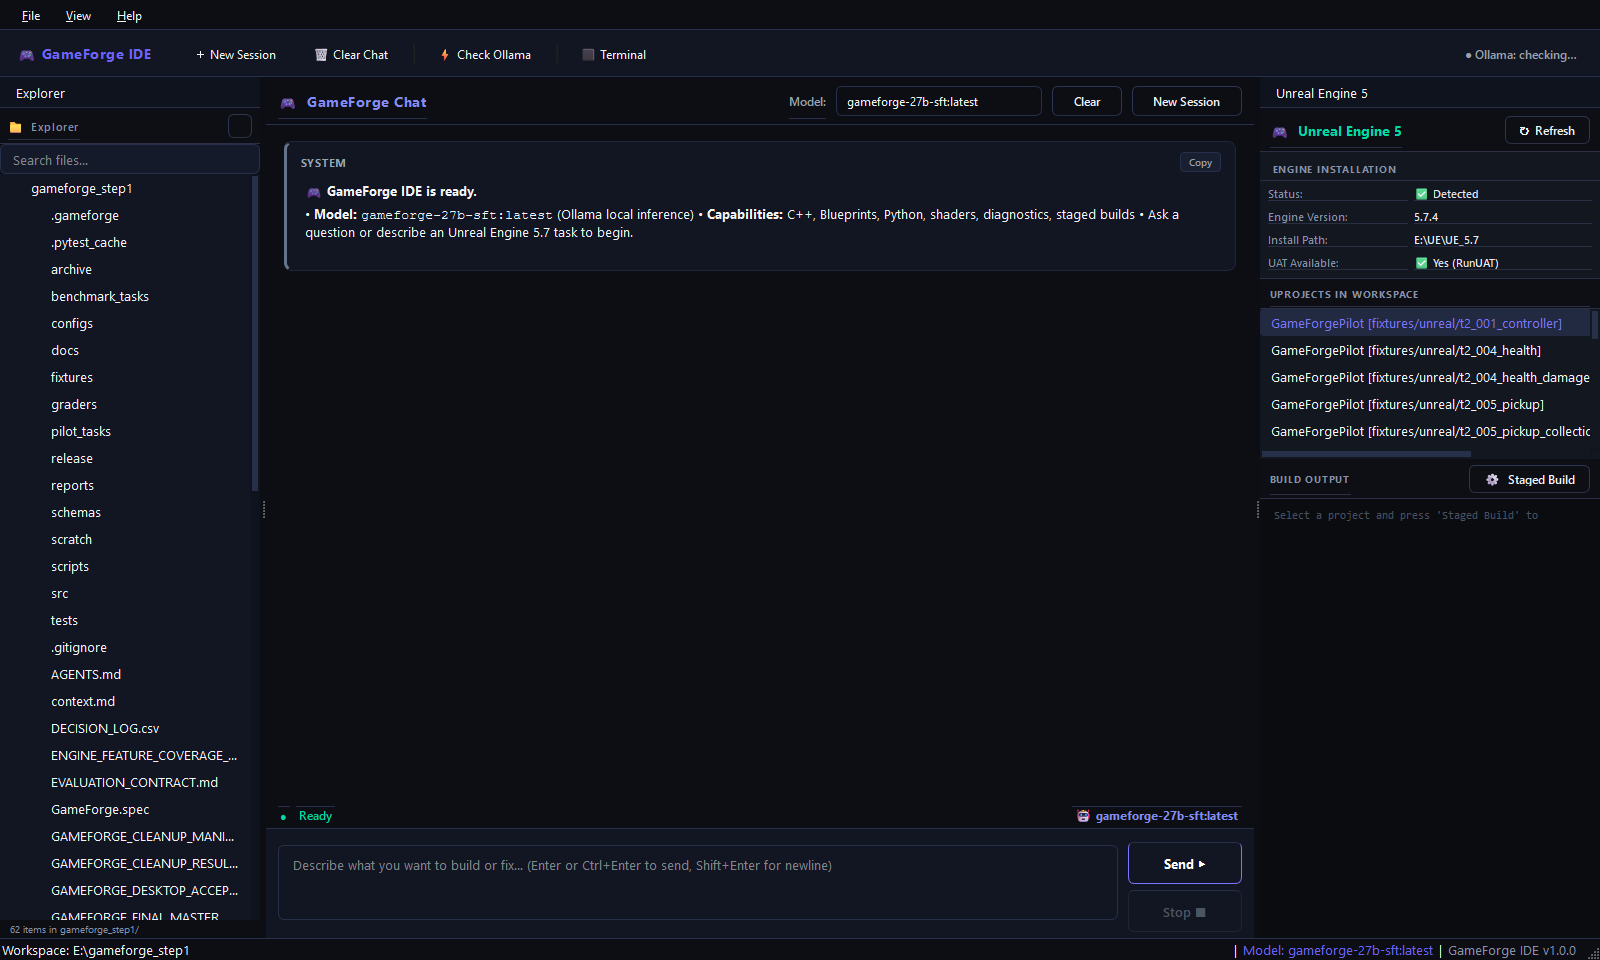 File View Help
GameForge IDE + New Session Clear Chat Check Ollama Terminal ● Ollama: checking...
Explorer
Explorer
Search files...
gameforge_step1
.gameforge
.pytest_cache
archive
benchmark_tasks
configs
docs
fixtures
graders
pilot_tasks
release
reports
schemas
scratch
scripts
src
tests
.gitignore
AGENTS.md
context.md
DECISION_LOG.csv
ENGINE_FEATURE_COVERAGE_...
EVALUATION_CONTRACT.md
GameForge.spec
GAMEFORGE_CLEANUP_MANI...
GAMEFORGE_CLEANUP_RESUL...
GAMEFORGE_DESKTOP_ACCEP...
GAMEFORGE_FINAL_MASTER
62 items in gameforge_step1/
GameForge Chat Model: gameforge-27b-sft:latest Clear New Session
SYSTEM Copy
GameForge IDE is ready.
• Model: gameforge-27b-sft:latest (Ollama local inference) • Capabilities: C++, Blueprints, Python, shaders, diagnostics, staged builds • Ask a
question or describe an Unreal Engine 5.7 task to begin.
● Ready gameforge-27b-sft:latest
Describe what you want to build or fix... (Enter or Ctrl+Enter to send, Shift+Enter for newline)
Send ▸
Stop ■
Unreal Engine 5
Unreal Engine 5 ↻ Refresh
ENGINE INSTALLATION
Status: ✅ Detected
Engine Version: 5.7.4
Install Path: E:\UE\UE_5.7
UAT Available: ✅ Yes (RunUAT)
UPROJECTS IN WORKSPACE
GameForgePilot [fixtures/unreal/t2_001_controller]
GameForgePilot [fixtures/unreal/t2_004_health]
GameForgePilot [fixtures/unreal/t2_004_health_damage
GameForgePilot [fixtures/unreal/t2_005_pickup]
GameForgePilot [fixtures/unreal/t2_005_pickup_collectic
BUILD OUTPUT Staged Build
Select a project and press 'Staged Build' to
Workspace: E:\gameforge_step1 | Model: gameforge-27b-sft:latest | GameForge IDE v1.0.0